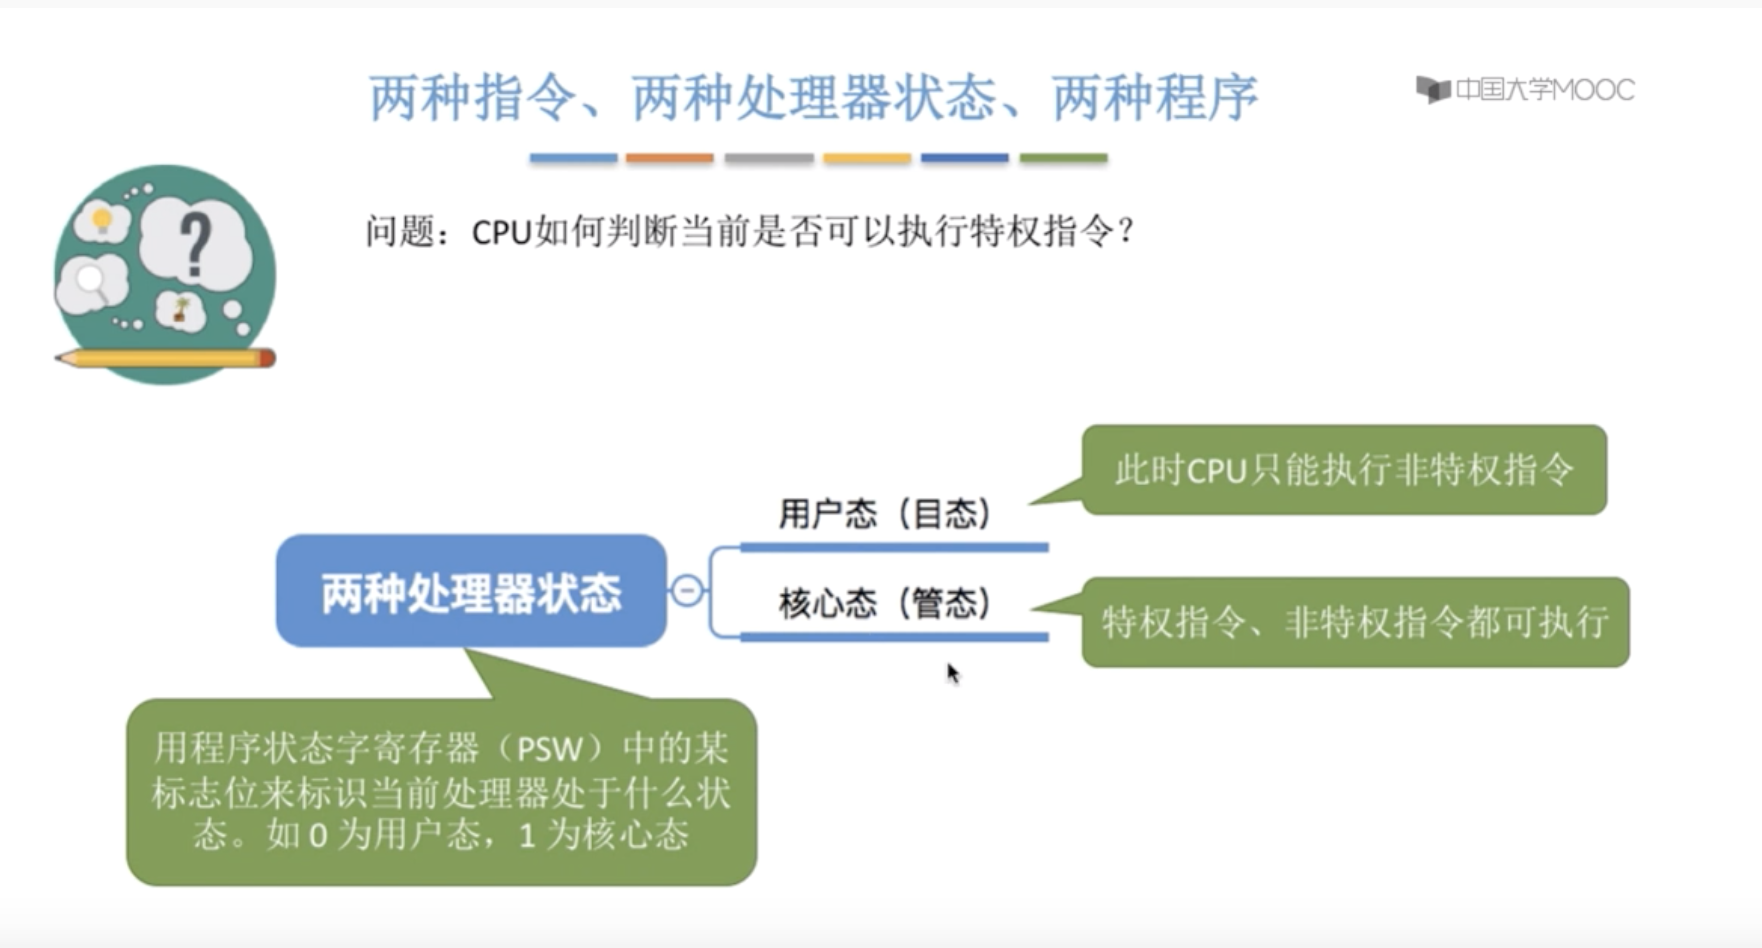 两种指令、两种处理器状态、两种程序
中国大学MOOC
?
问题：CPU如何判断当前是否可以执行特权指令？
此时CPU只能执行非特权指令
用户态（目态）
两种处理器状态
核心态（管态）
特权指令、非特权指令都可执行
用程序状态字寄存器（PSW）中的某
标志位来标识当前处理器处于什么状
态。如 0 为用户态，1 为核心态